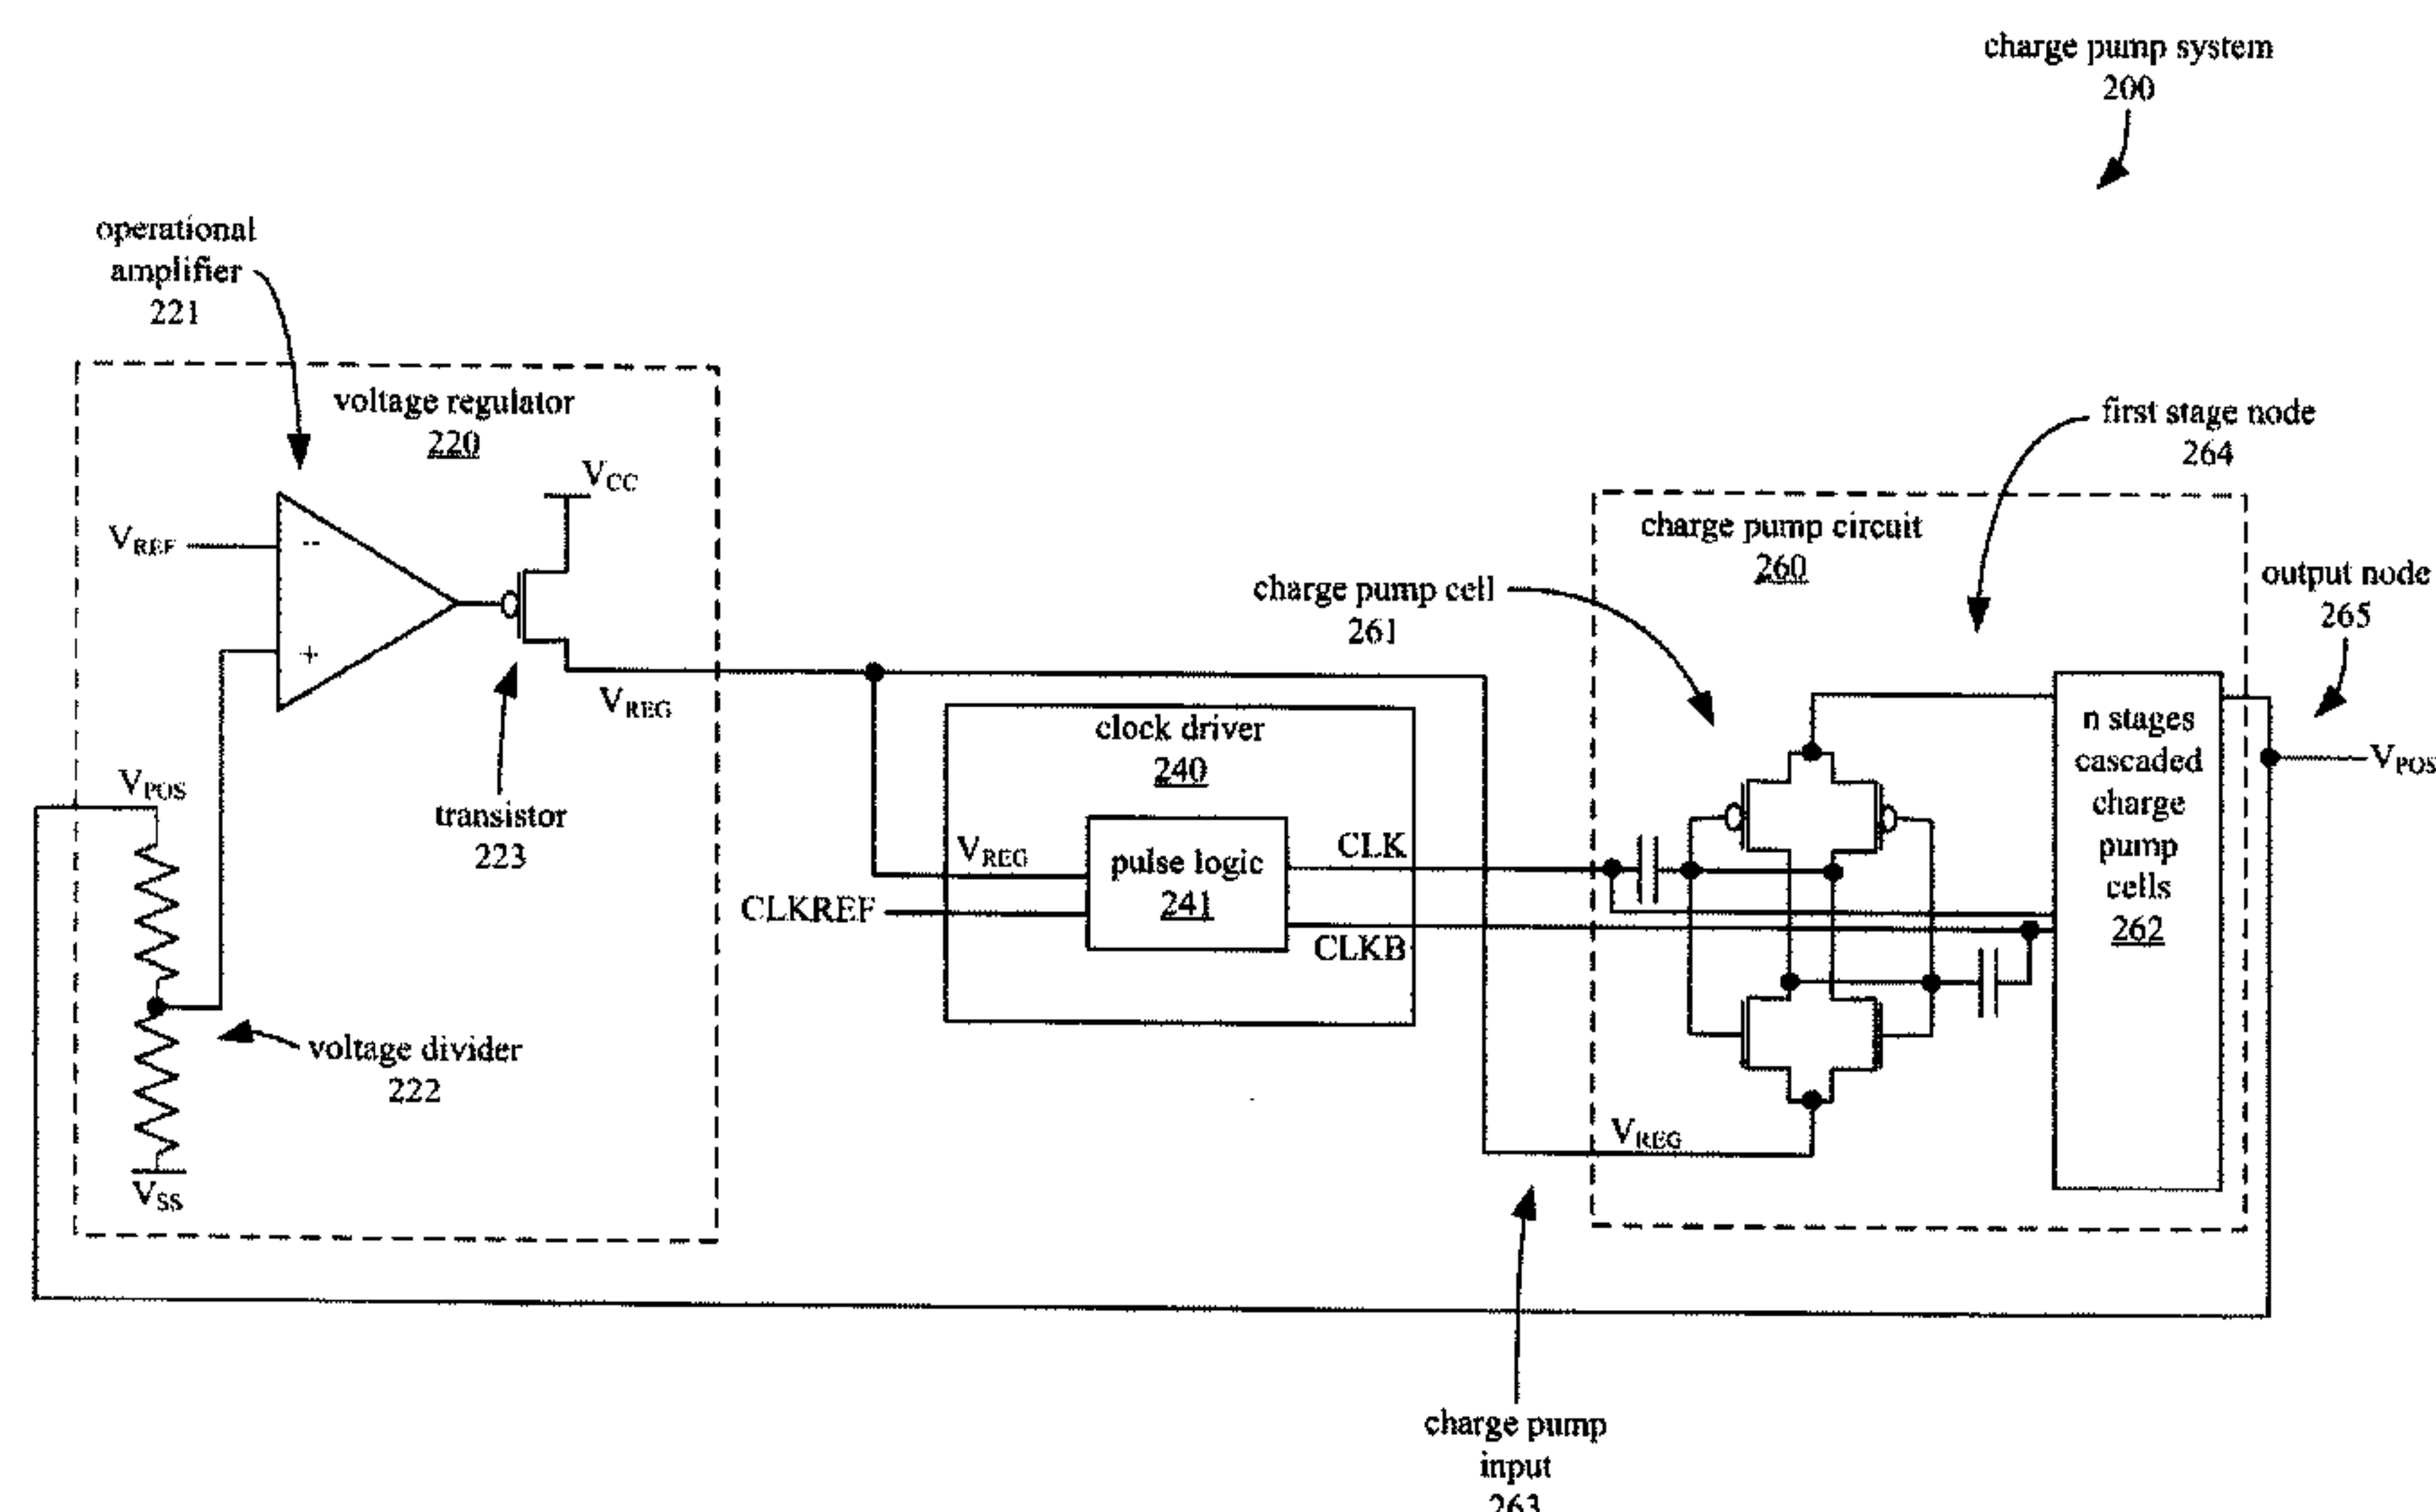 charge pump system
200
operational
amplifier
221
voltage regulator
220
VCC
VREF
--
+
VREG
transistor
223
VPOS
voltage divider
222
VSS
clock driver
240
VREG
CLKREF
pulse logic
241
CLK
CLKB
first stage node
264
charge pump circuit
260
charge pump cell
261
output node
265
n stages
cascaded
charge
pump
cells
262
VPOS
VREG
charge pump
input
263